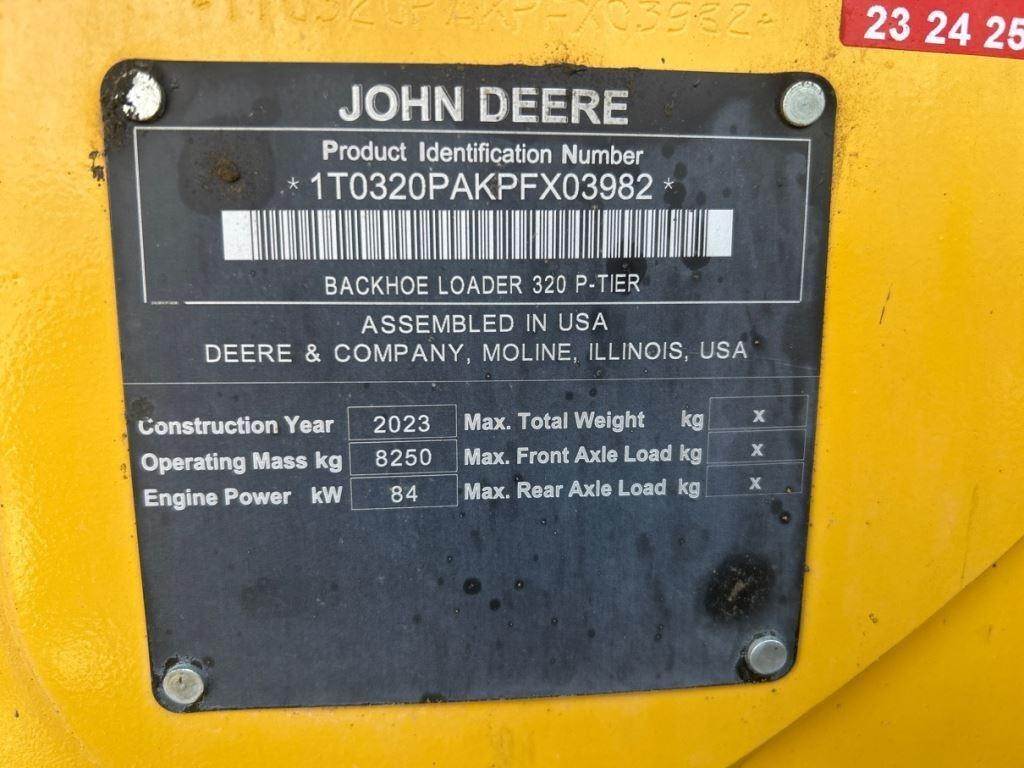 23 24 25
JOHN DEERE
Product Identification Number
* 1T0320PAKPFX03982 *
BACKHOE LOADER 320 P-TIER
ASSEMBLED IN USA
DEERE & COMPANY, MOLINE, ILLINOIS, USA
Construction Year 2023 Max. Total Weight kg X
Operating Mass kg 8250 Max. Front Axle Load kg X
Engine Power kW 84 Max. Rear Axle Load kg X